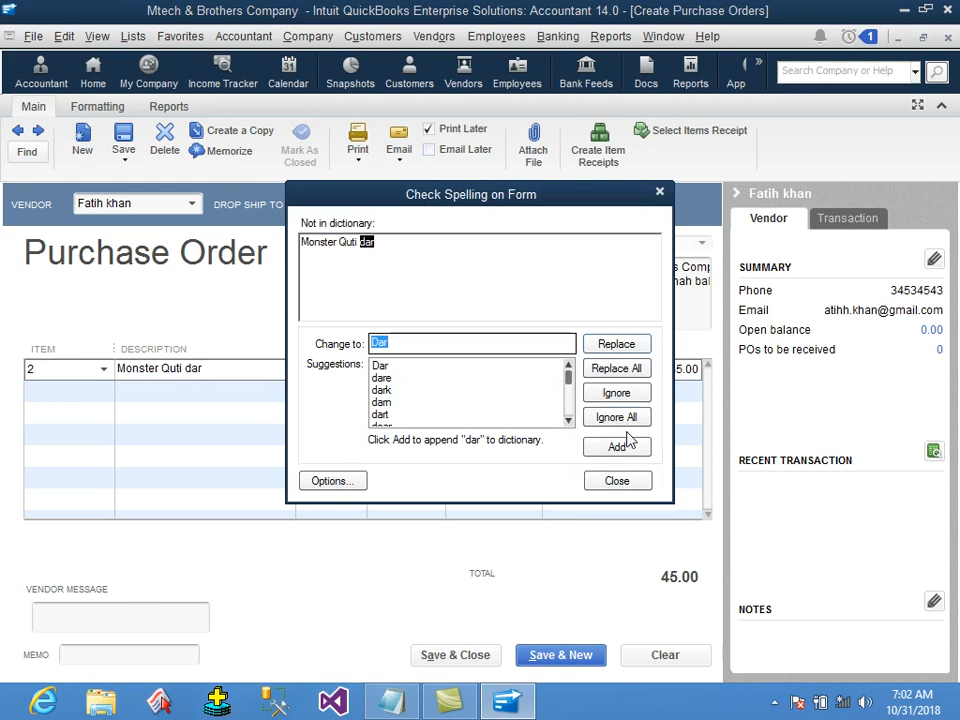 Mtech & Brothers Company - Intuit QuickBooks Enterprise Solutions: Accountant 14.0 - [Create Purchase Orders]
File Edit View Lists Favorites Accountant Company Customers Vendors Employees Banking Reports Window Help 1
Accountant Home My Company Income Tracker Calendar Snapshots Customers Vendors Employees Bank Feeds Docs Reports App » Search Company or Help
31
Main Formatting Reports
Find New Save Delete Create a Copy Memorize Mark As Closed Print Email Print Later Email Later Attach File Create Item Receipts Select Items Receipt
VENDOR Fatih khan DROP SHIP TO
Purchase Order
ITEM DESCRIPTION
2 Monster Quti dar 5.00
VENDOR MESSAGE
MEMO
TOTAL 45.00
Save & Close Save & New Clear
Check Spelling on Form
Not in dictionary:
Monster Quti dar
Change to: Dar
Suggestions: Dar
dare
dark
darn
dart
Replace
Replace All
Ignore
Ignore All
Add
Click Add to append "dar" to dictionary.
Options... Close
Fatih khan
Vendor Transaction
SUMMARY
Phone 34534543
Email atihh.khan@gmail.com
Open balance 0.00
POs to be received 0
RECENT TRANSACTION
NOTES
7:02 AM
10/31/2018